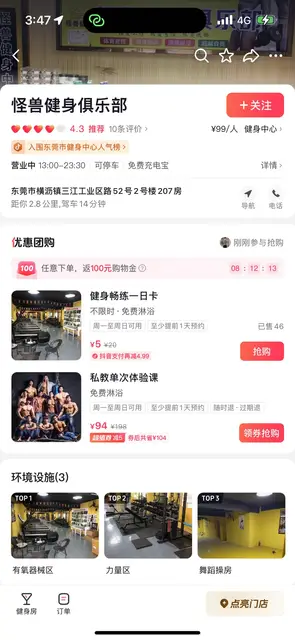 3:47
4G
怪兽健身俱乐部
+关注
4.3 推荐 10条评价
¥99/人 健身中心
入围东莞市健身中心人气榜
营业中 13:00-23:30 可停车 免费充电宝
详情
东莞市横沥镇三江工业区路52号2号楼207房
距你2.8公里,驾车14分钟
导航
电话
优惠团购
刚刚参与抢购
100 任意下单，返100元购物金
08:12:13
健身畅练一日卡
不限时·免费淋浴
周一至周日可用 至少提前1天预约
已售46
¥5 ¥29
抖音支付再减4.99
抢购
私教单次体验课
免费淋浴
周一至周日可用 至少提前1天预约 随时退·过期退
¥94 ¥198
领券抢购
券后共省¥104
环境设施(3)
TOP1
TOP2
TOP3
有氧器械区
力量区
舞蹈操房
健身房
订单
点亮门店